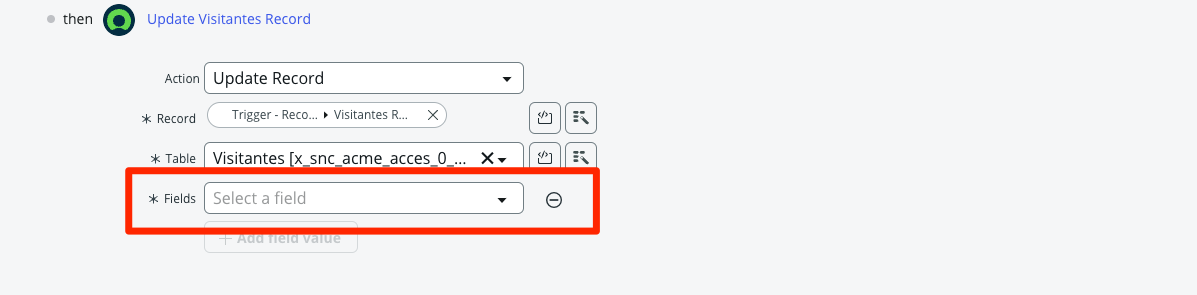 then Update Visitantes Record
Action Update Record
Record Trigger - Reco... Visitantes R...
Table Visitantes [x_snc_acme_acces_0_...
Fields Select a field
+ Add field value